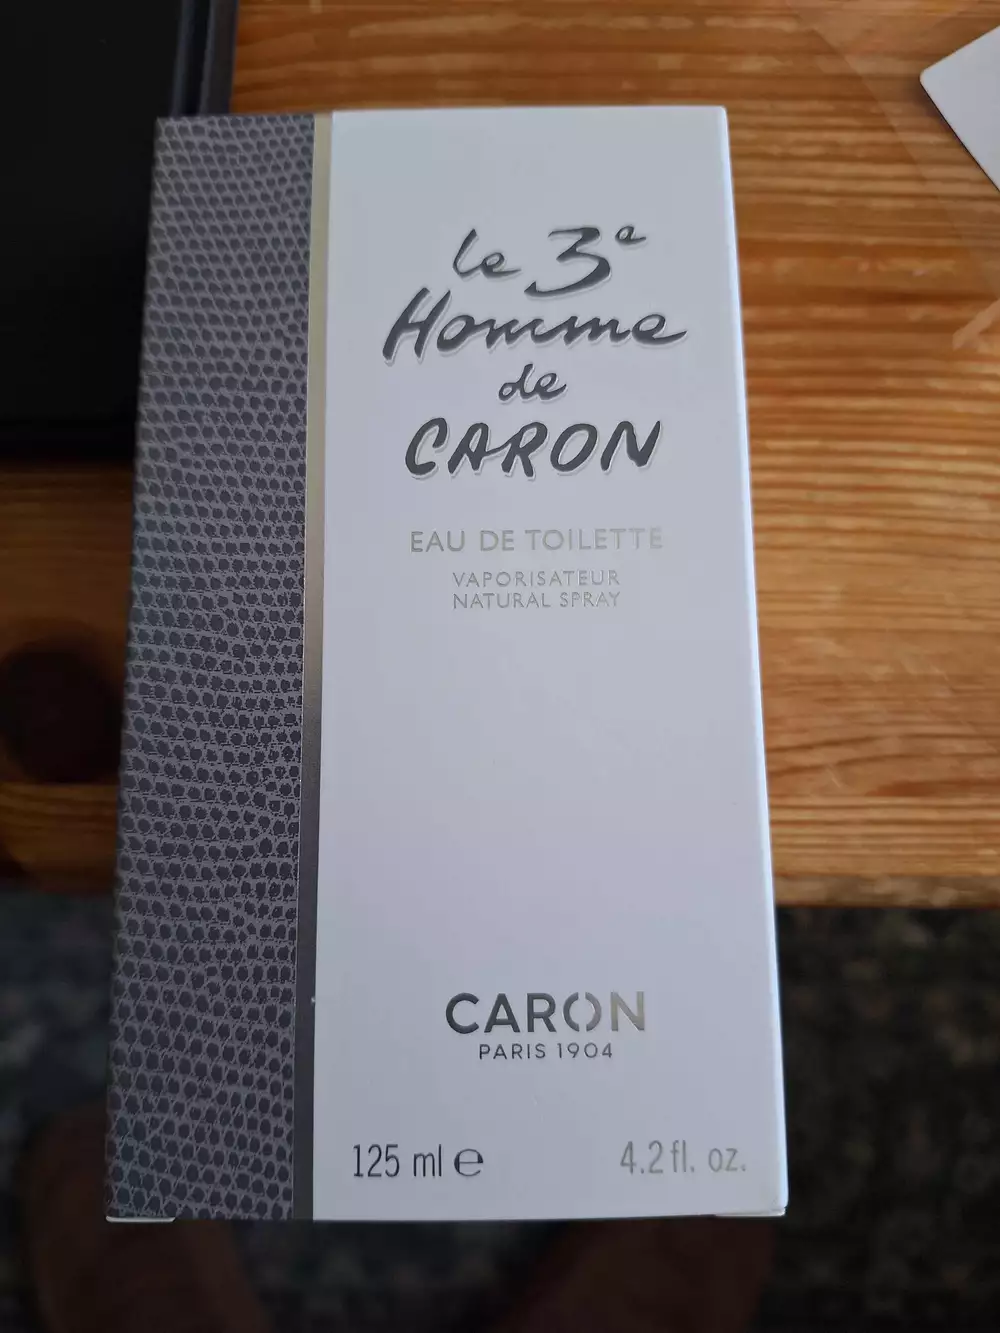 le 3e
Homme
de
CARON
EAU DE TOILETTE
VAPORISATEUR
NATURAL SPRAY
CARON
PARIS 1904
125 ml ℮
4.2 fl. oz.